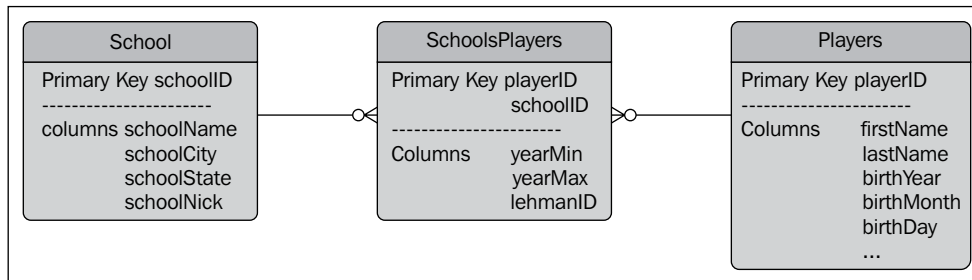 School
Primary Key schoolID
-----------------------
columns schoolName
schoolCity
schoolState
schoolNick
SchoolsPlayers
Primary Key playerID
schoolID
-----------------------
Columns yearMin
yearMax
lehmanID
Players
Primary Key playerID
-----------------------
Columns firstName
lastName
birthYear
birthMonth
birthDay
...